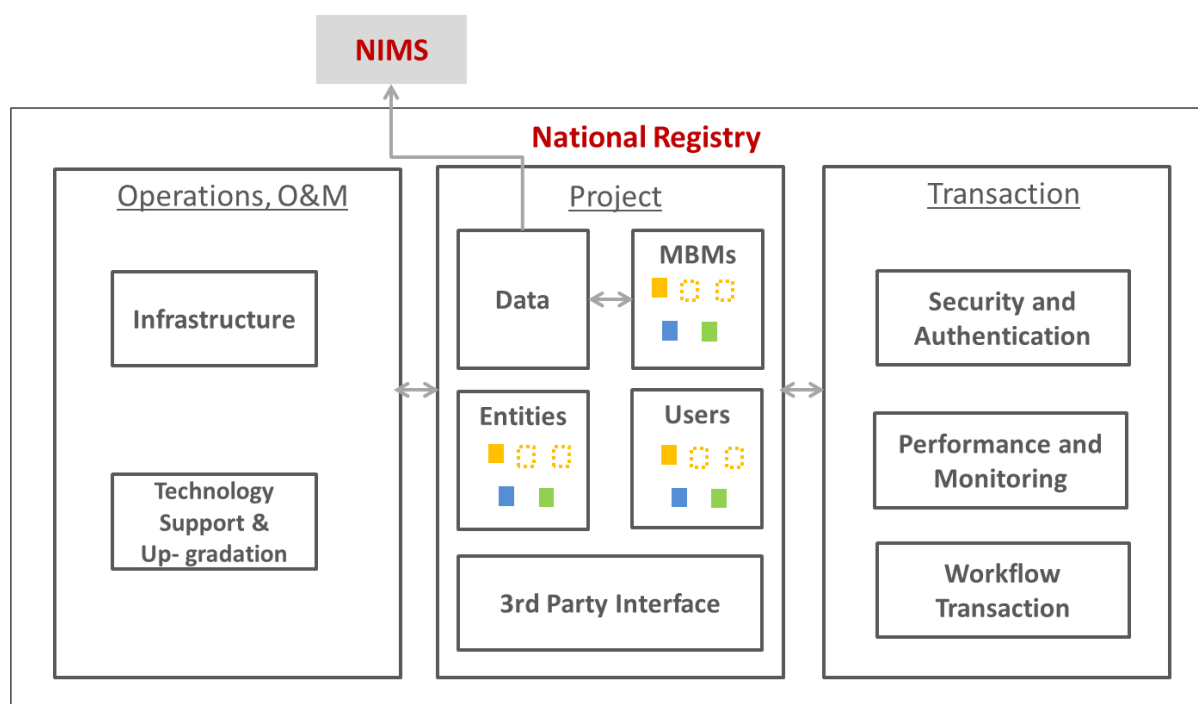 NIMS
National Registry
Operations, O&M
Infrastructure
Technology
Support &
Up- gradation
Project
Data
MBMs
Entities
Users
3rd Party Interface
Transaction
Security and
Authentication
Performance and
Monitoring
Workflow
Transaction